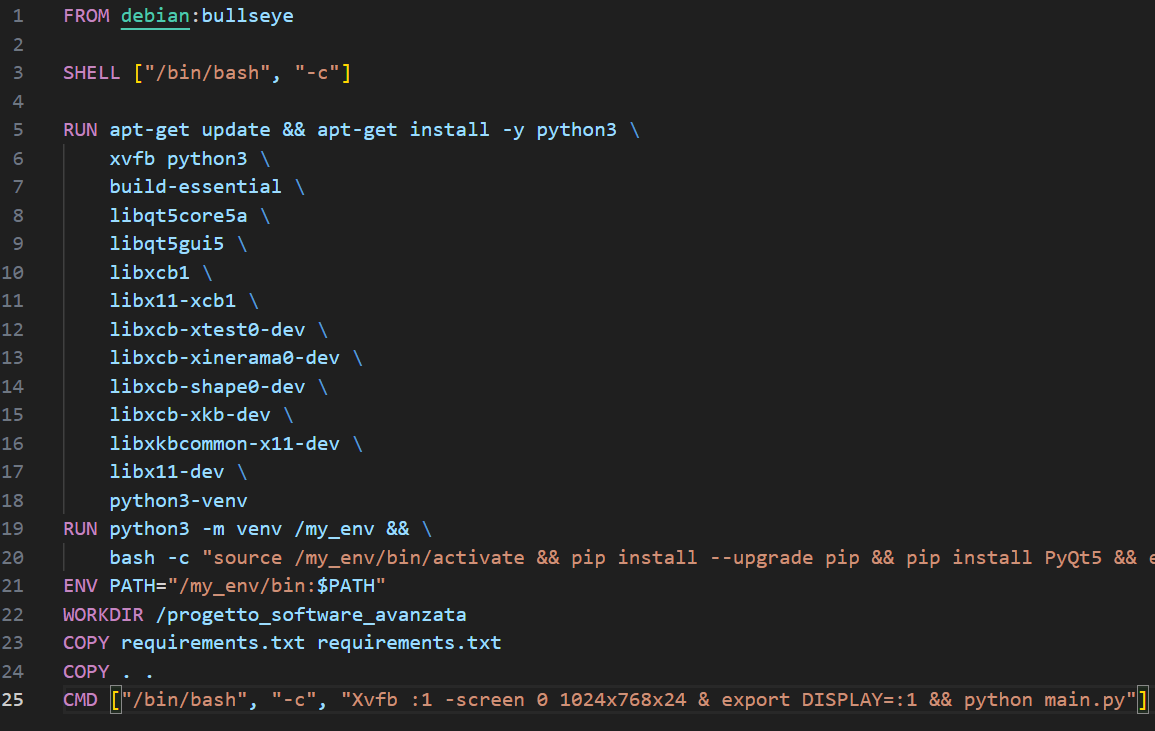 1 FROM debian:bullseye
2
3 SHELL ["/bin/bash", "-c"]
4
5 RUN apt-get update && apt-get install -y python3 \
6 xvfb python3 \
7 build-essential \
8 libqt5core5a \
9 libqt5gui5 \
10 libxcb1 \
11 libx11-xcb1 \
12 libxcb-xtest0-dev \
13 libxcb-xinerama0-dev \
14 libxcb-shape0-dev \
15 libxcb-xkb-dev \
16 libxkbcommon-x11-dev \
17 libx11-dev \
18 python3-venv
19 RUN python3 -m venv /my_env && \
20 bash -c "source /my_env/bin/activate && pip install --upgrade pip && pip install PyQt5 &&
21 ENV PATH="/my_env/bin:$PATH"
22 WORKDIR /progetto_software_avanzata
23 COPY requirements.txt requirements.txt
24 COPY . .
25 CMD ["/bin/bash", "-c", "Xvfb :1 -screen 0 1024x768x24 & export DISPLAY=:1 && python main.py"]